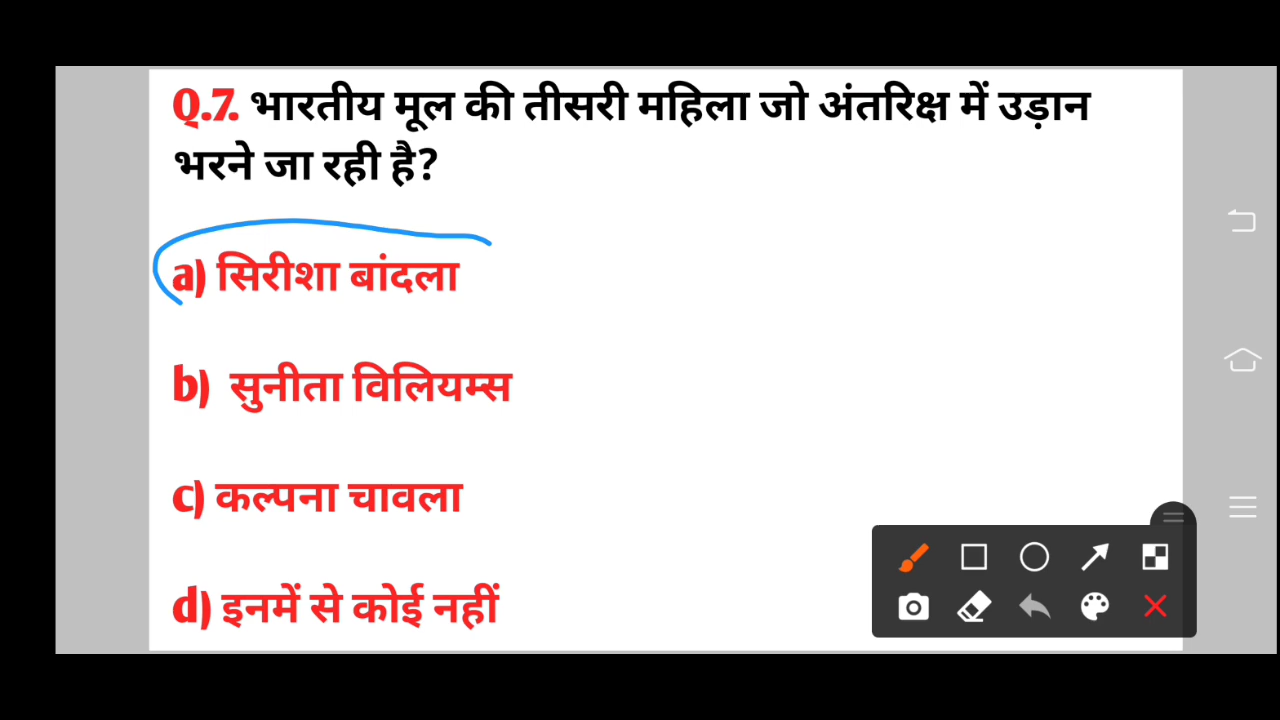 Q.7. भारतीय मूल की तीसरी महिला जो अंतरिक्ष में उड़ान
भरने जा रही है?
a) सिरीशा बांदला
b) सुनीता विलियम्स
c) कल्पना चावला
d) इनमें से कोई नहीं